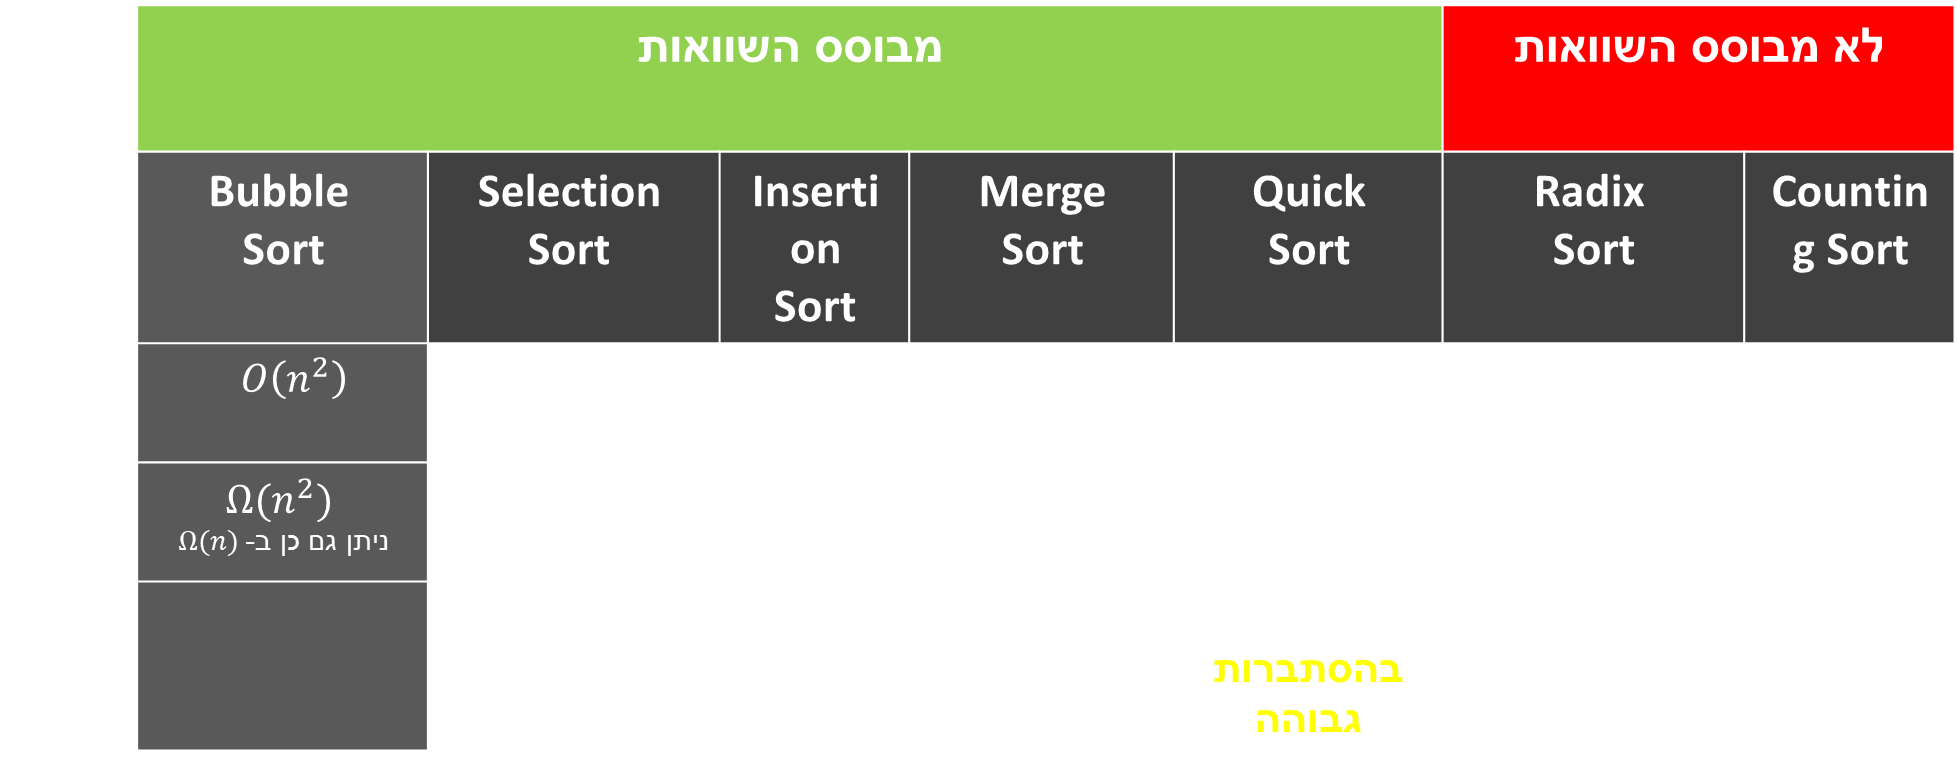 מבוסס השוואות
לא מבוסס השוואות
Bubble
Sort
Selection
Sort
Inserti
on
Sort
Merge
Sort
Quick
Sort
Radix
Sort
Countin
g Sort
O(n²)
Ω(n²)
ניתן גם כן ב- Ω(n)
בהסתברות
גבוהה